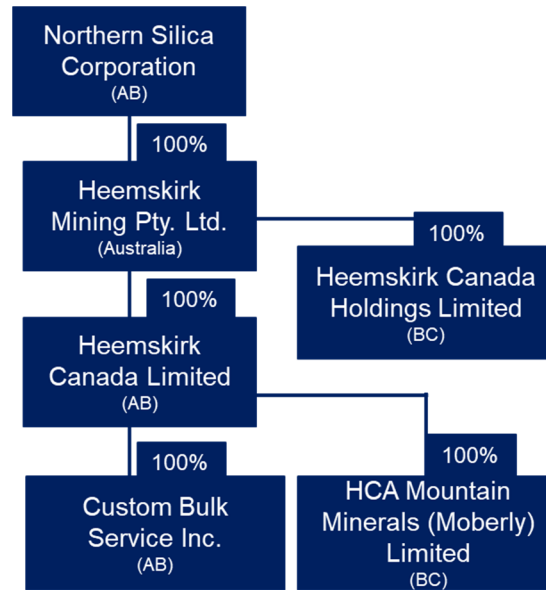 Northern Silica
Corporation
(AB)
100%
Heemskirk
Mining Pty. Ltd.
(Australia)
100%
Heemskirk Canada
Holdings Limited
(BC)
100%
Heemskirk
Canada Limited
(AB)
100%
Custom Bulk
Service Inc.
(AB)
100%
HCA Mountain
Minerals (Moberly)
Limited
(BC)